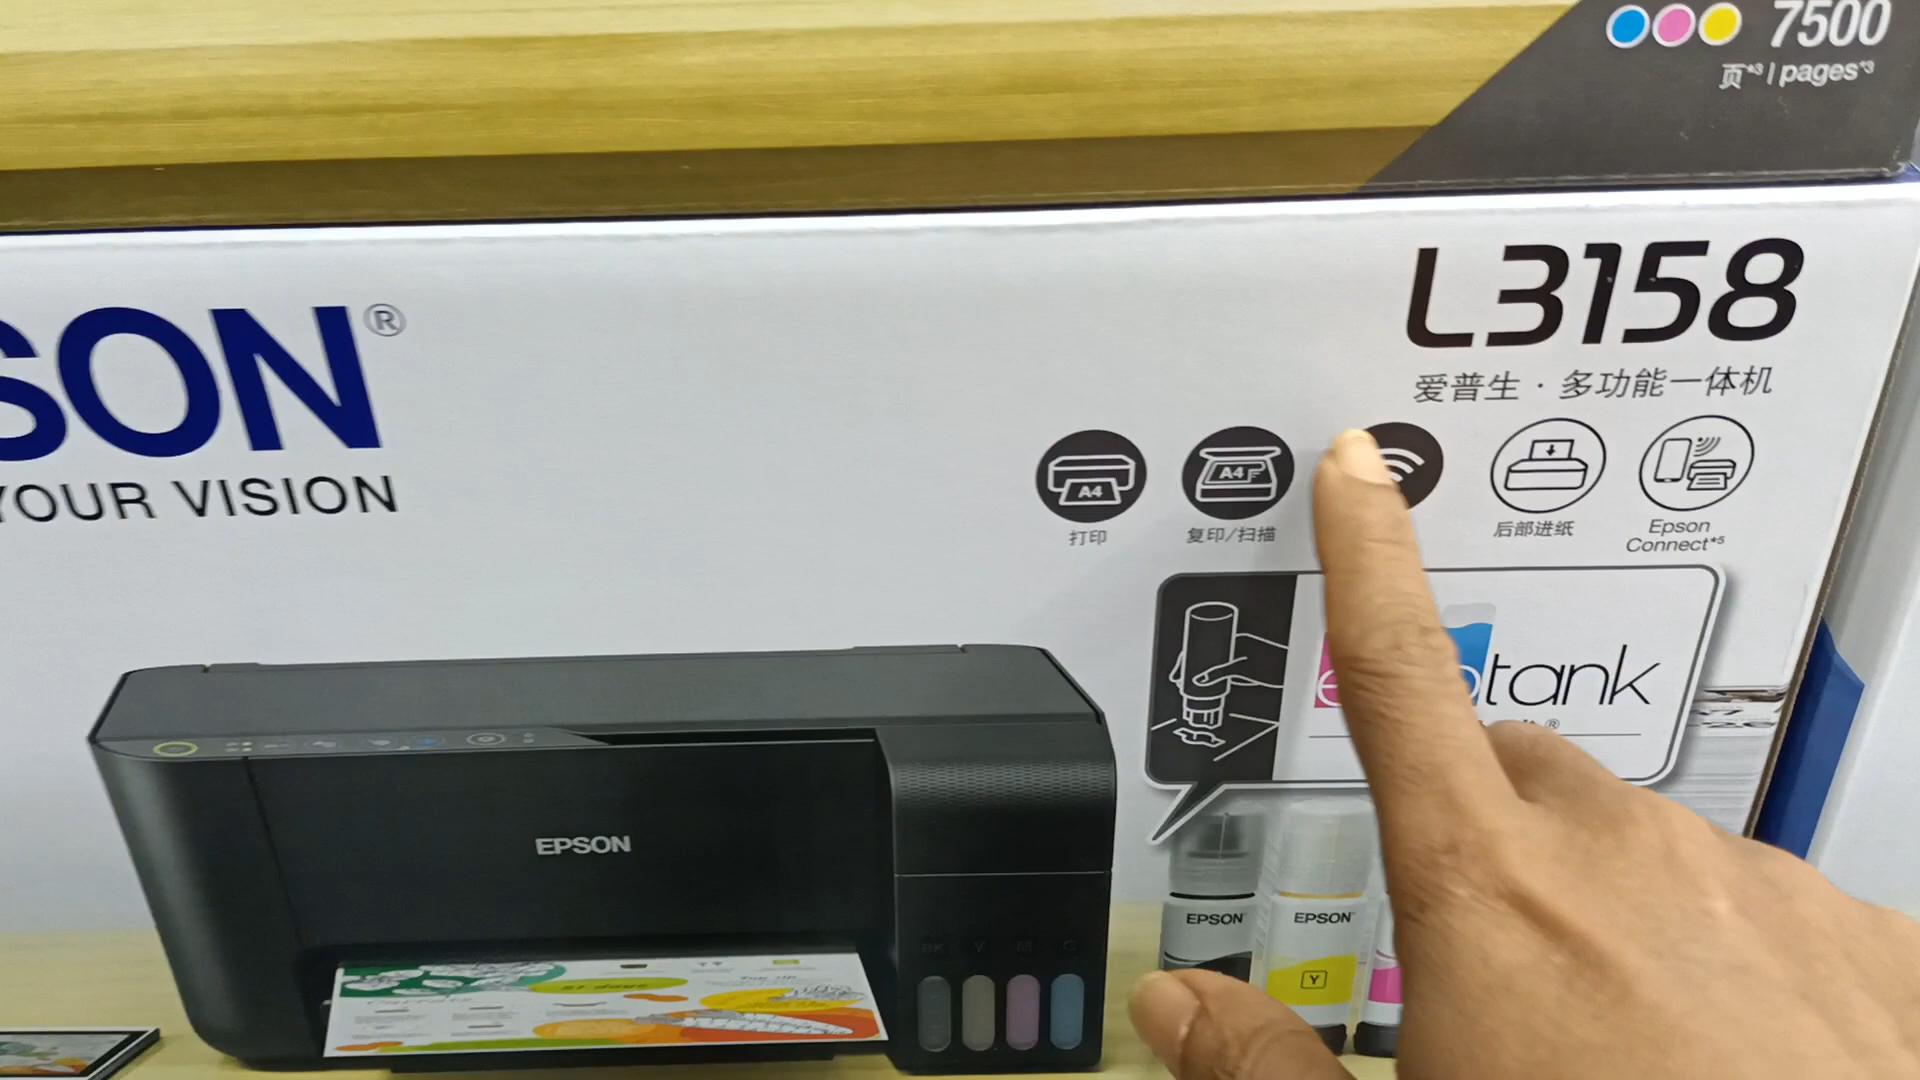 7500
页*3 | pages*3
L3158
爱普生·多功能一体机
SON®
YOUR VISION
A4
A4
打印
复印/扫描
后部进纸
Epson
Connect*5
tank
®
EPSON
BK Y M C
EPSON
EPSON
Y